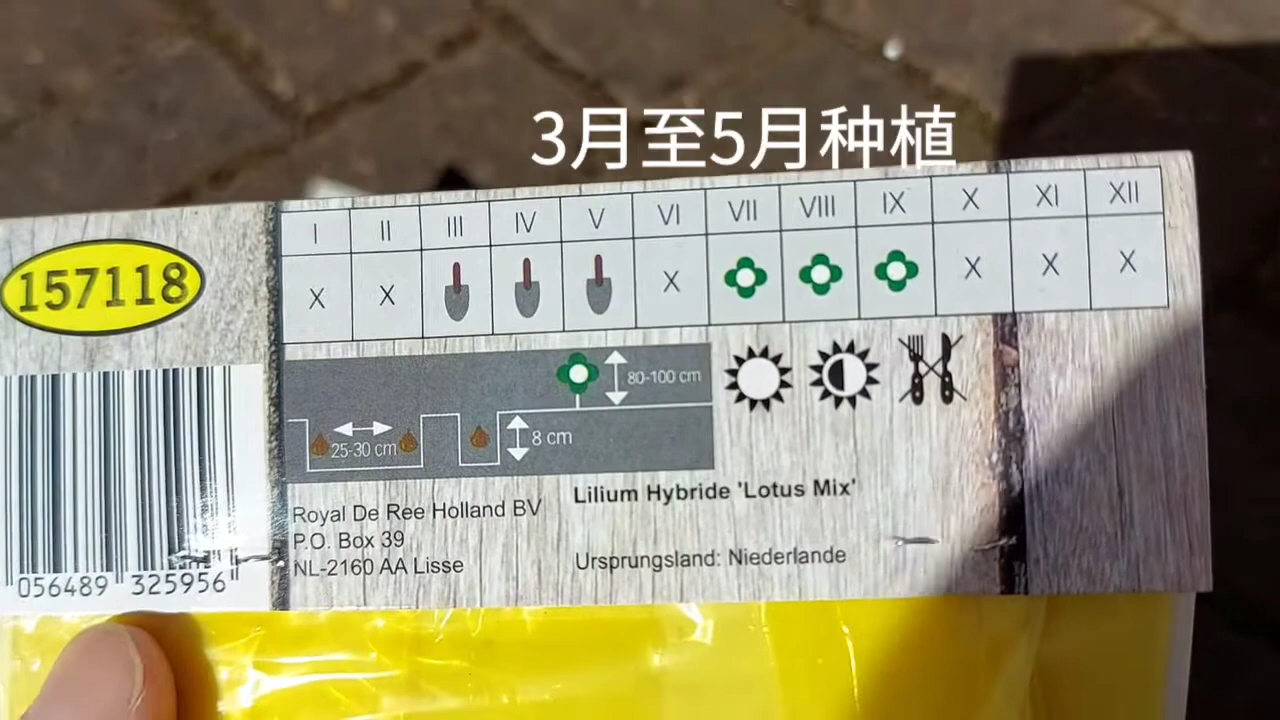 3月至5月种植
I II III IV V VI VII VIII IX X XI XII
X X X X X X
157118
80-100 cm
25-30 cm
8 cm
Lilium Hybride 'Lotus Mix'
Royal De Ree Holland BV
P.O. Box 39
NL-2160 AA Lisse
Ursprungsland: Niederlande
056489 325956